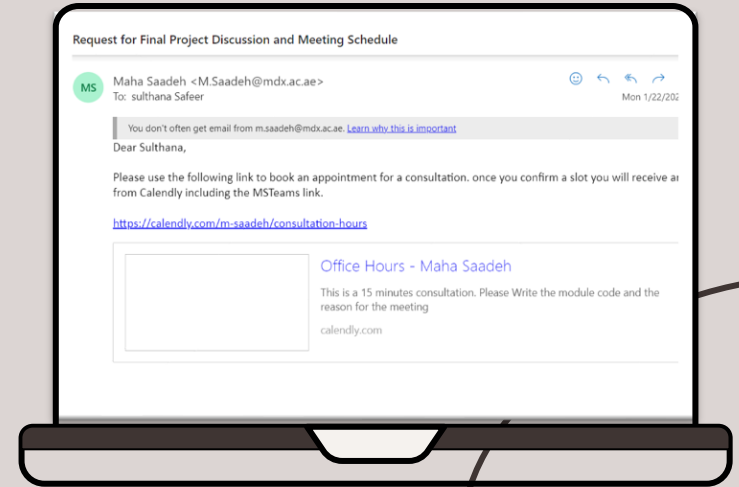 Request for Final Project Discussion and Meeting Schedule
MS
Maha Saadeh <M.Saadeh@mdx.ac.ae>
To: sulthana Safeer
Mon 1/22/202
You don't often get email from m.saadeh@mdx.ac.ae. Learn why this is important
Dear Sulthana,
Please use the following link to book an appointment for a consultation. once you confirm a slot you will receive
from Calendly including the MSTeams link.
https://calendly.com/m-saadeh/consultation-hours
Office Hours - Maha Saadeh
This is a 15 minutes consultation. Please Write the module code and the
reason for the meeting
calendly.com